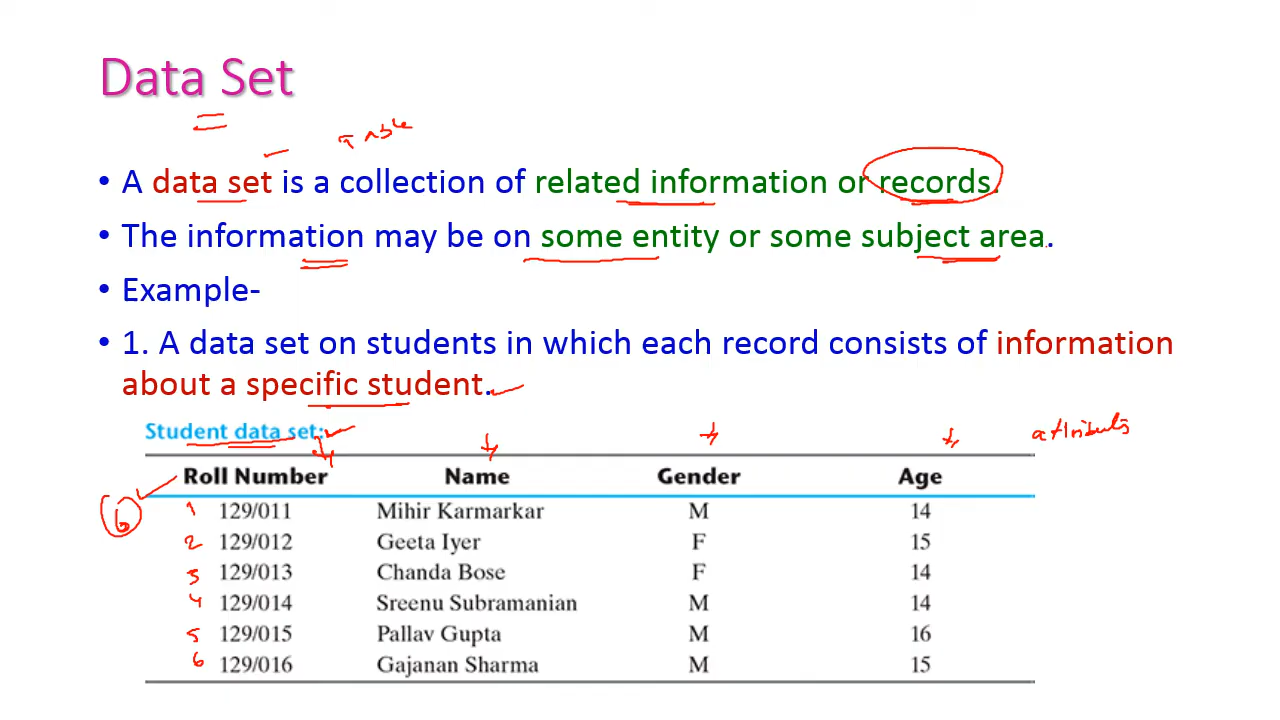 Data Set
Table
• A data set is a collection of related information or records.
• The information may be on some entity or some subject area.
• Example-
• 1. A data set on students in which each record consists of information
about a specific student.
Student data set:
attributes
Roll Number Name Gender Age
6
1 129/011 Mihir Karmarkar M 14
2 129/012 Geeta Iyer F 15
3 129/013 Chanda Bose F 14
4 129/014 Sreenu Subramanian M 14
5 129/015 Pallav Gupta M 16
6 129/016 Gajanan Sharma M 15